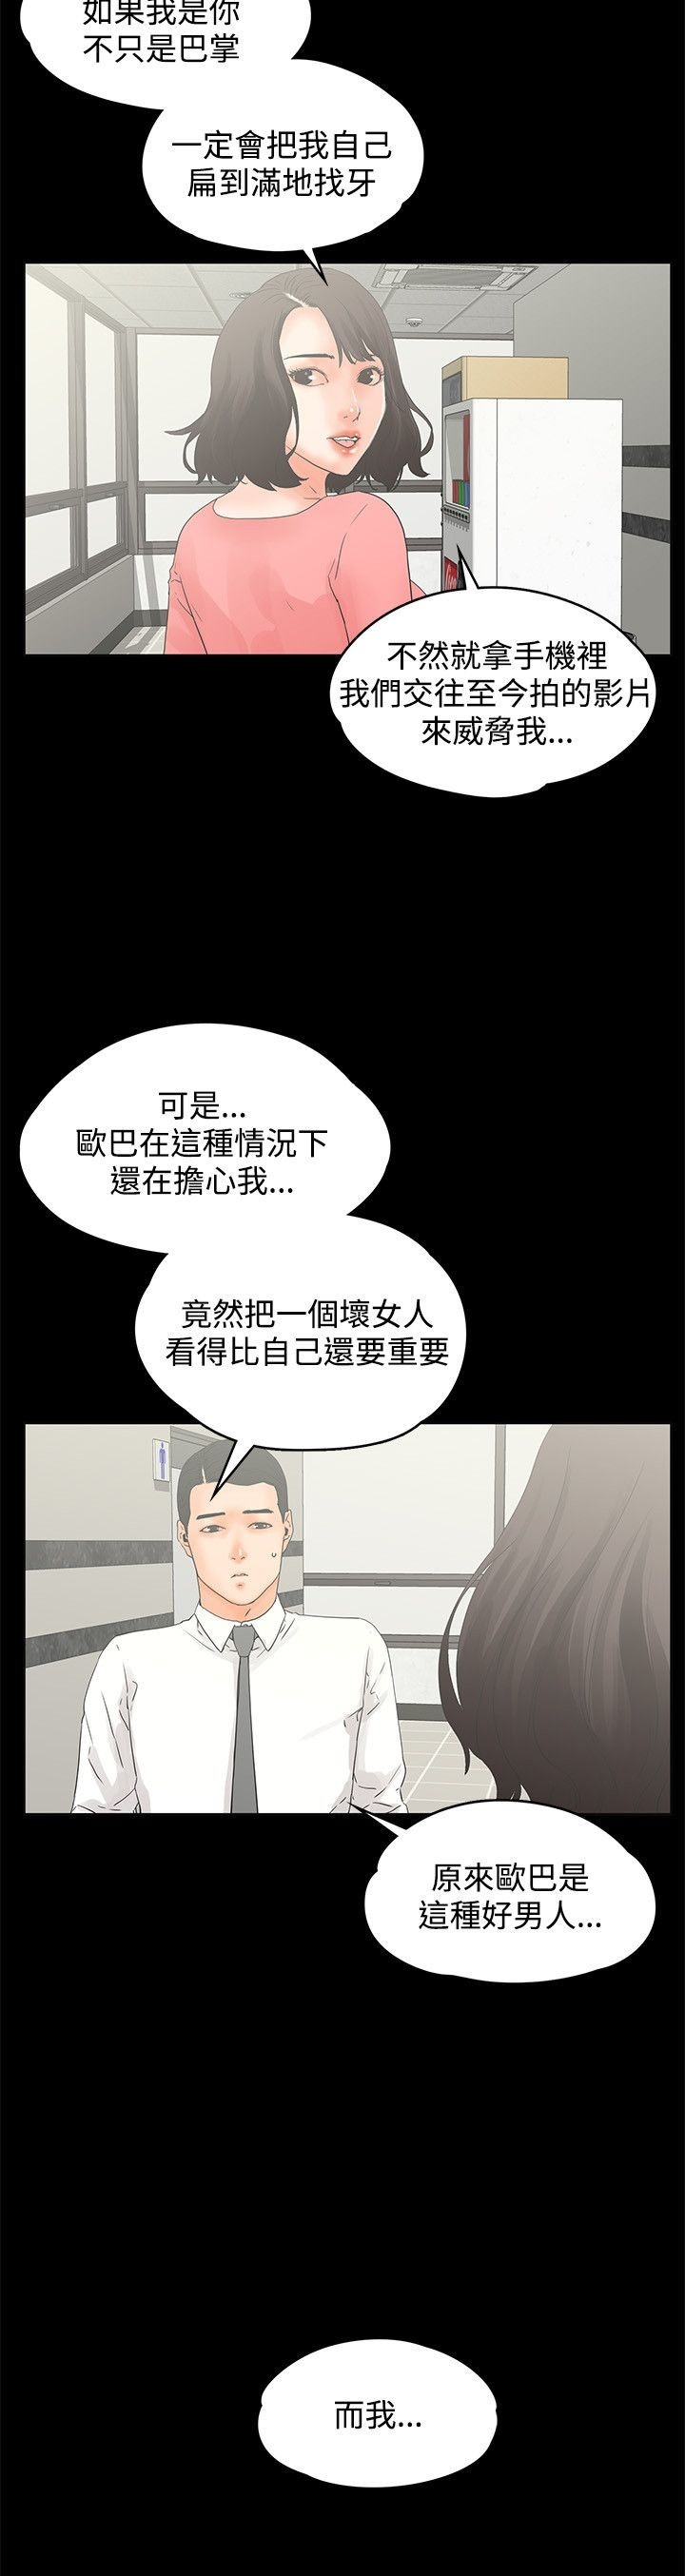 如果我是你
不只是巴掌
一定會把我自己
扁到滿地找牙
不然就拿手機裡
我們交往至今拍的影片
來威脅我...
可是...
歐巴在這種情況下
還在擔心我...
竟然把一個壞女人
看得比自己還要重要
原來歐巴是
這種好男人...
而我...